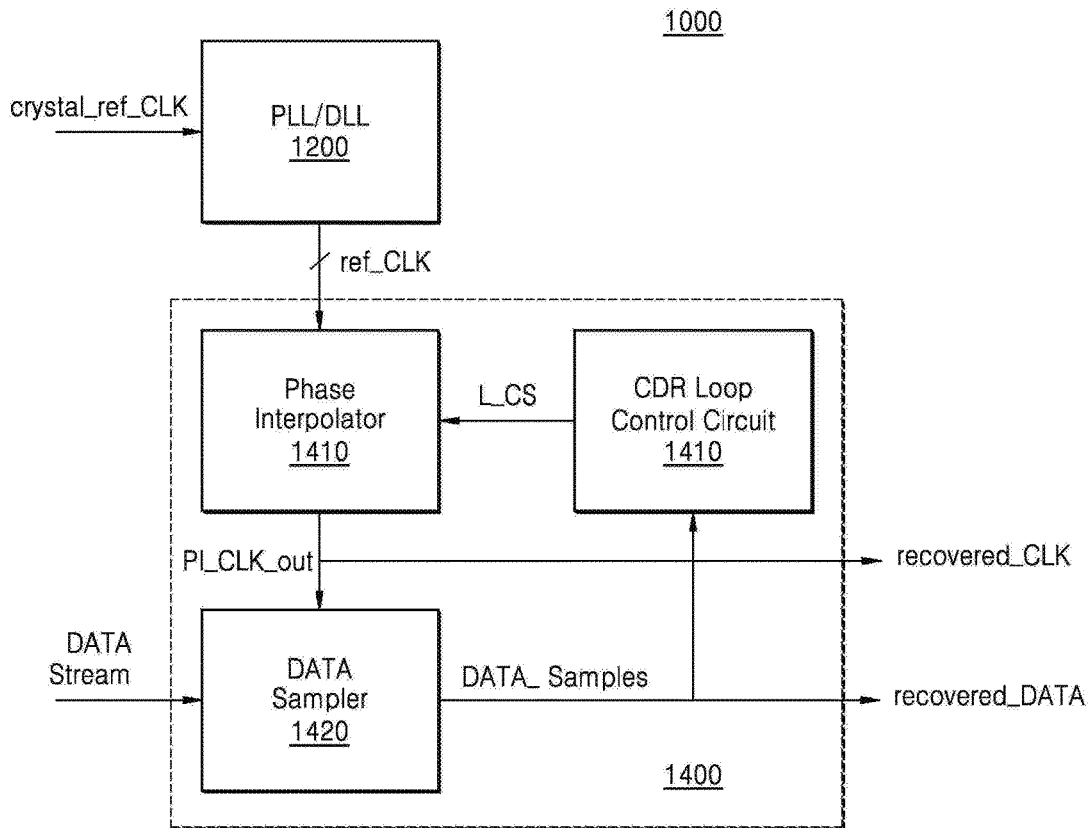 1000
crystal_ref_CLK
PLL/DLL
1200
ref_CLK
Phase
Interpolator
1410
L_CS
CDR Loop
Control Circuit
1410
PI_CLK_out
recovered_CLK
DATA
Stream
DATA
Sampler
1420
DATA_ Samples
recovered_DATA
1400